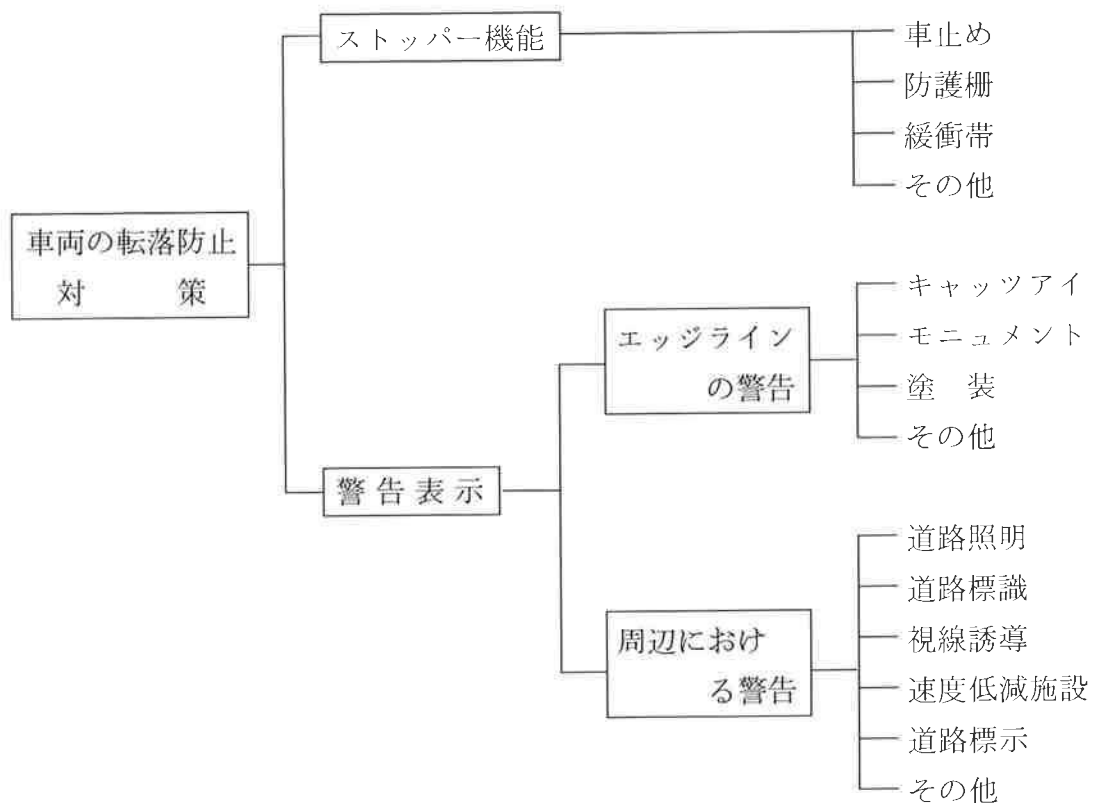 ストッパー機能
車止め
防護柵
緩衝帯
その他
車両の転落防止
対　　　策
エッジライン
の警告
キャッツアイ
モニュメント
塗　装
その他
警告表示
周辺におけ
る警告
道路照明
道路標識
視線誘導
速度低減施設
道路標示
その他